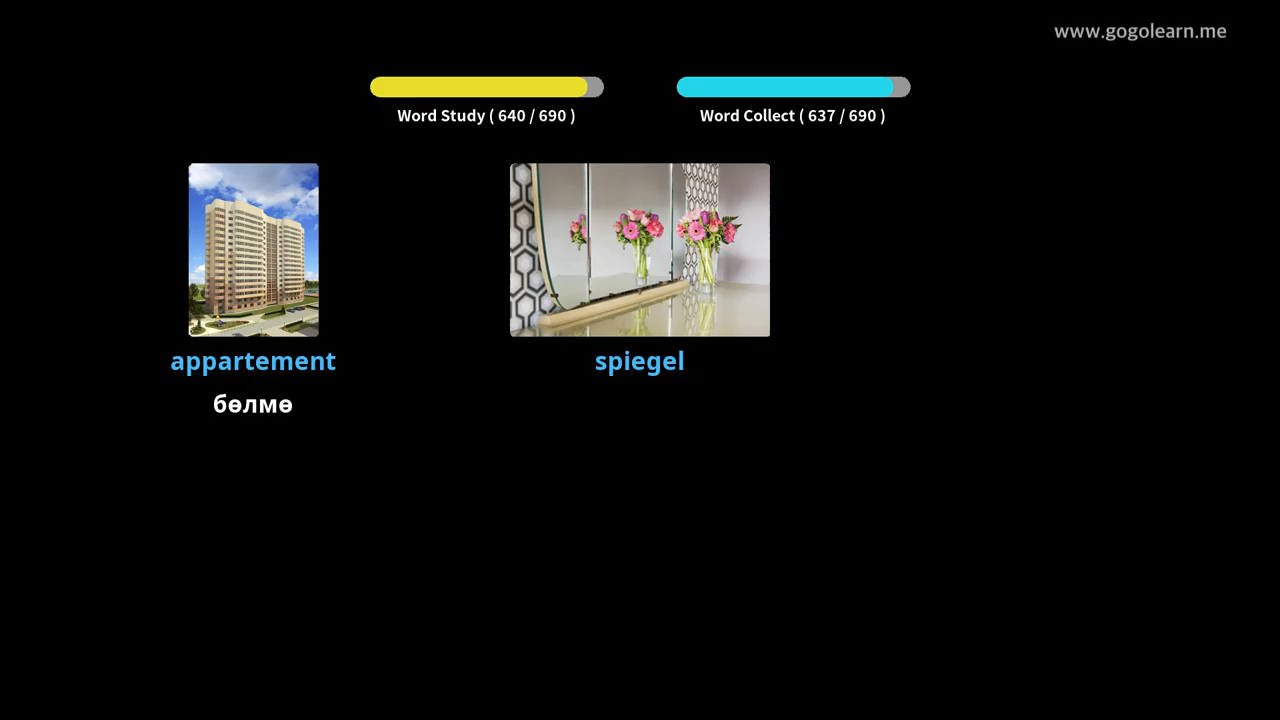 www.gogolearn.me
Word Study ( 640 / 690 )
Word Collect ( 637 / 690 )
appartement
spiegel
бөлмө